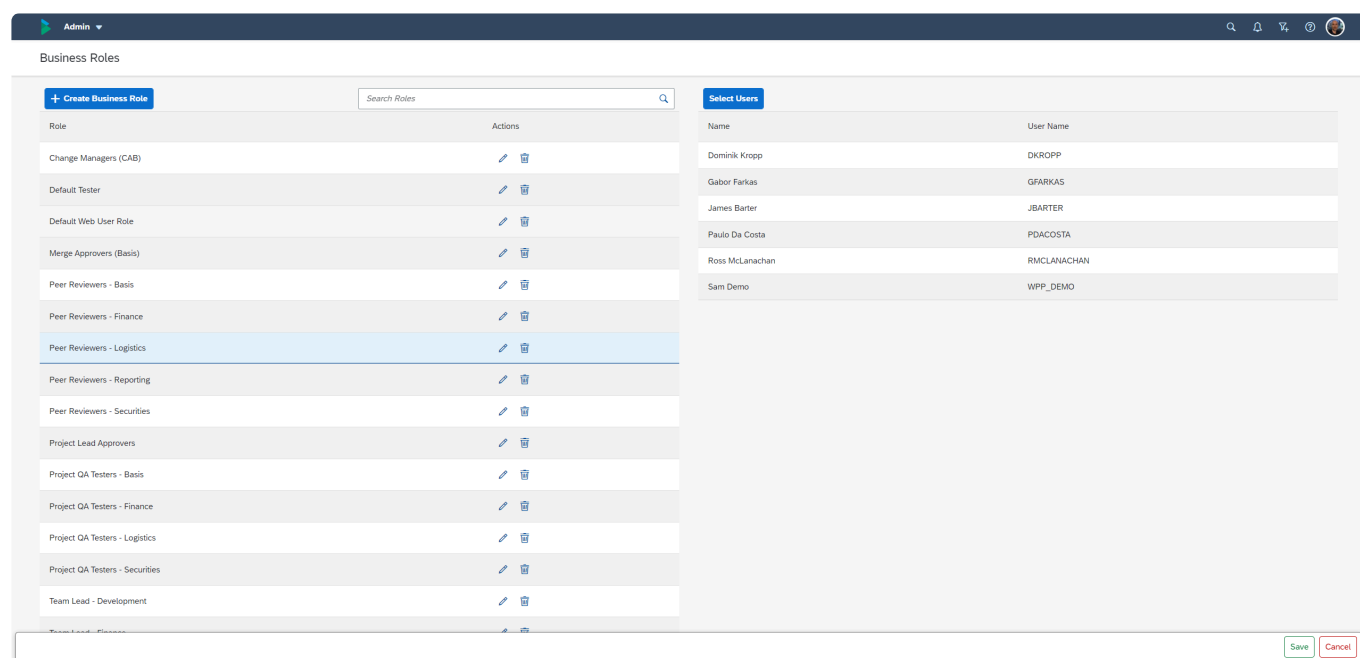 Admin
Business Roles
Create Business Role
Search Roles
Select Users
Role Actions
Name User Name
Change Managers (CAB)
Default Tester
Default Web User Role
Merge Approvers (Basis)
Peer Reviewers - Basis
Peer Reviewers - Finance
Peer Reviewers - Logistics
Peer Reviewers - Reporting
Peer Reviewers - Securities
Project Lead Approvers
Project QA Testers - Basis
Project QA Testers - Finance
Project QA Testers - Logistics
Project QA Testers - Securities
Team Lead - Development
Team Lead - Finance
Dominik Kropp DKROPP
Gabor Farkas GFARKAS
James Barter JBARTER
Paulo Da Costa PDACOSTA
Ross McLanachan RMCLANACHAN
Sam Demo WPP_DEMO
Save Cancel